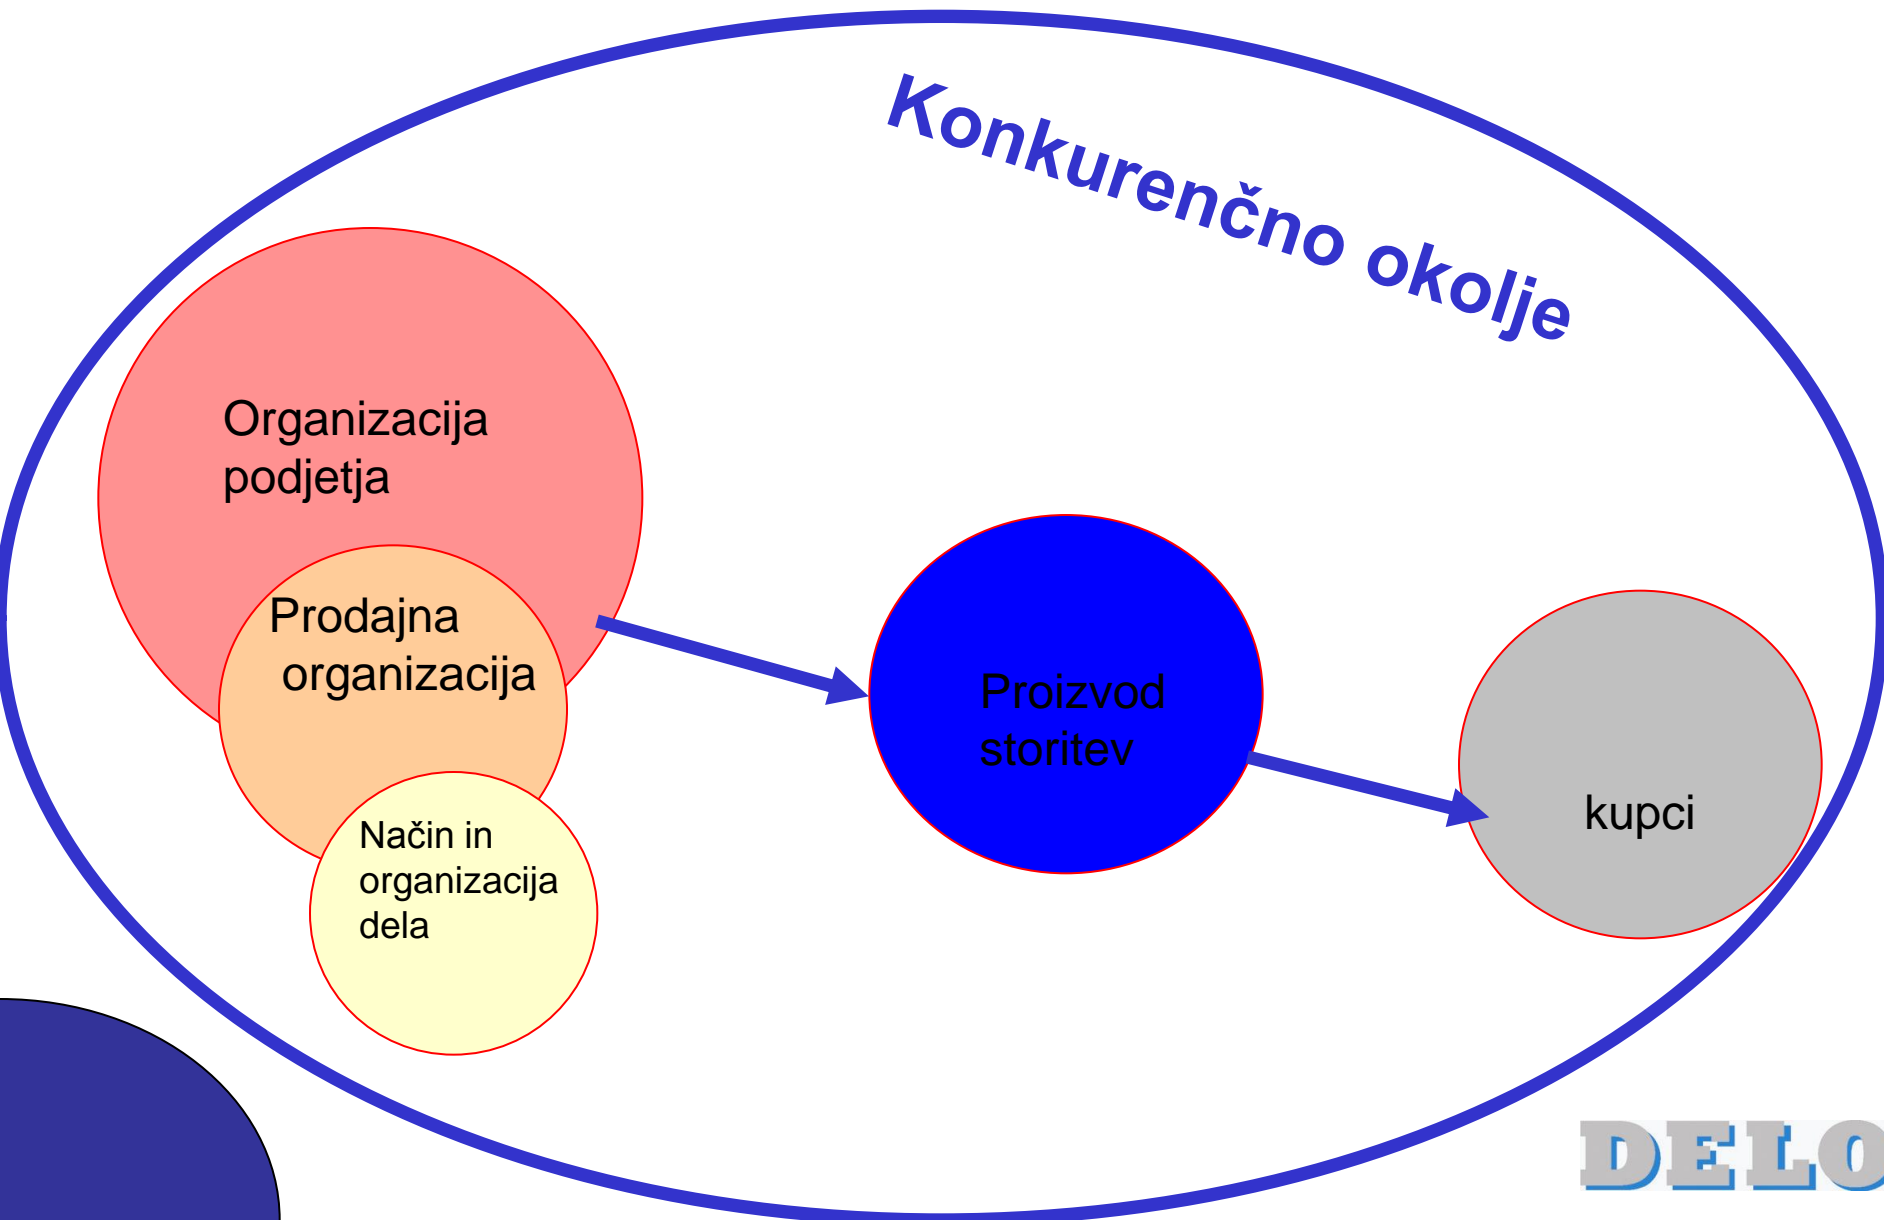 Konkurenčno okolje
Organizacija
podjetja
Prodajna
organizacija
Način in
organizacija
dela
Proizvod
storitev
kupci
DELO